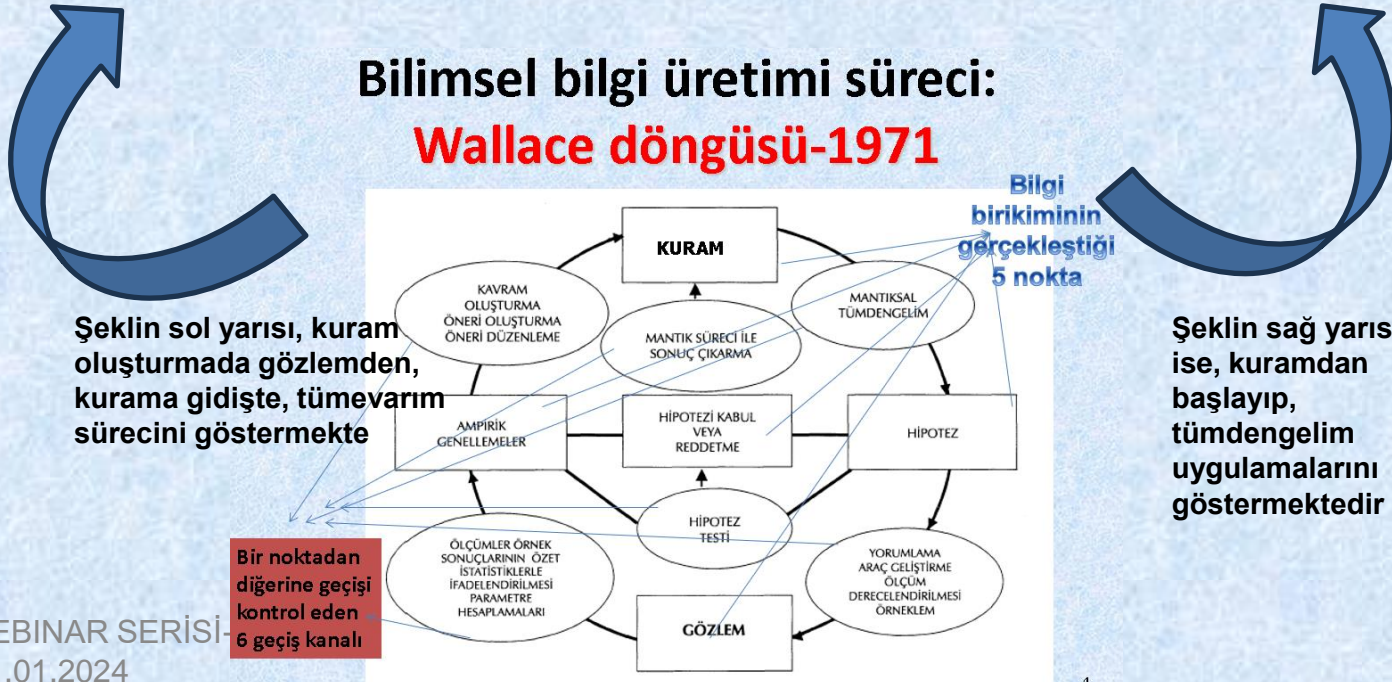 Bilimsel bilgi üretimi süreci:
Wallace döngüsü-1971
Bilgi
birikiminin
gerçekleştiği
5 nokta
Şeklin sol yarısı, kuram
oluşturmada gözlemden,
kurama gidişte, tümevarım
sürecini göstermekte
KURAM
KAVRAM
OLUŞTURMA
ÖNERİ OLUŞTURMA
ÖNERİ DÜZENLEME
MANTIK SÜRECİ İLE
SONUÇ ÇIKARMA
MANTIKSAL
TÜMDENGELİM
AMPİRİK
GENELLEMELER
HİPOTEZİ KABUL
VEYA
REDDETME
HİPOTEZ
HİPOTEZ
TESTİ
ÖLÇÜMLER ÖRNEK
SONUÇLARININ ÖZET
İSTATİSTİKLERLE
İFADELENDİRİLMESİ
PARAMETRE
HESAPLAMALARI
YORUMLAMA
ARAÇ GELİŞTİRME
ÖLÇÜM
DERECELENDİRİLMESİ
ÖRNEKLEM
GÖZLEM
Şeklin sağ yarıs
ise, kuramdan
başlayıp,
tümdengelim
uygulamalarını
göstermektedir
Bir noktadan
diğerine geçişi
kontrol eden
6 geçiş kanalı
EBINAR SERİSİ-
.01.2024